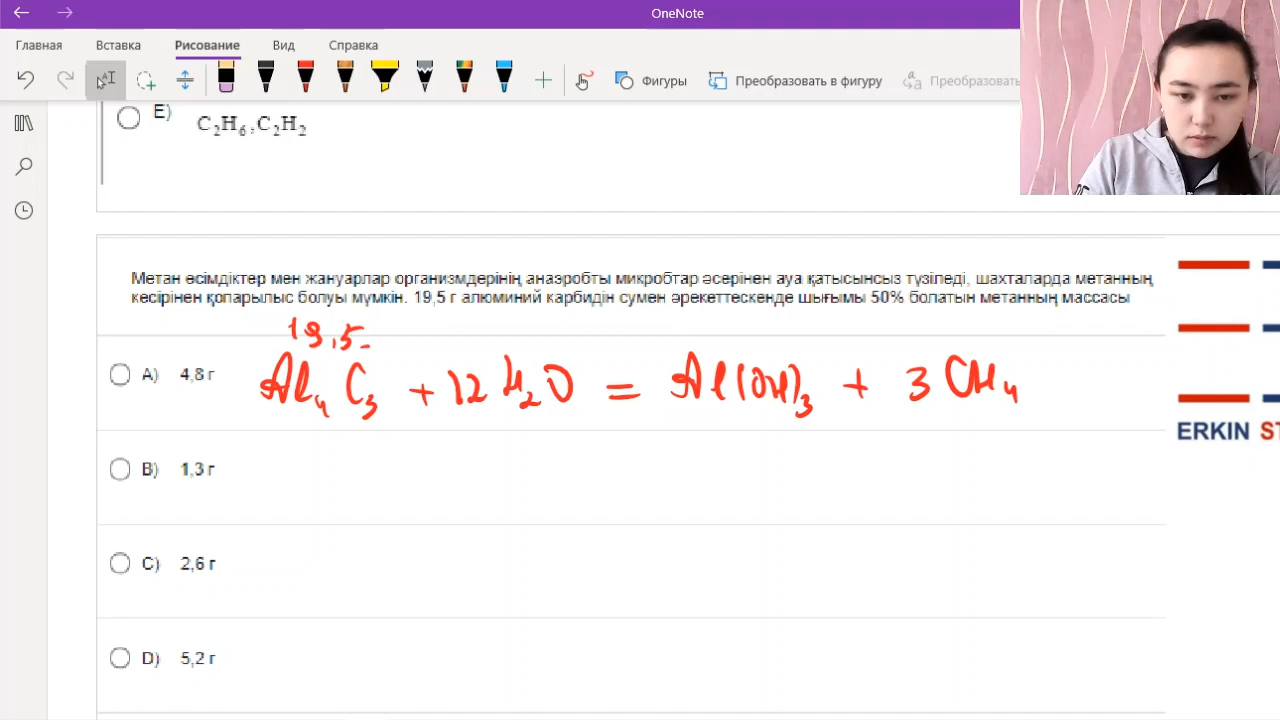 OneNote
Главная Вставка Рисование Вид Справка
Фигуры Преобразовать в фигуру Преобразовать
E) C₂H₆,C₂H₂
Метан өсімдіктер мен жануарлар организмдерінің анаэробты микробтар әсерінен ауа қатысынсыз түзіледі, шахталарда метанның
кесірінен қопарылыс болуы мүмкін. 19,5 г алюминий карбидін сумен әрекеттескенде шығымы 50% болатын метанның массасы
19,5
A) 4,8 г Al₄C₃ + 12 H₂O = Al(OH)₃ + 3 CH₄
ERKIN ST
B) 1,3 г
C) 2,6 г
D) 5,2 г